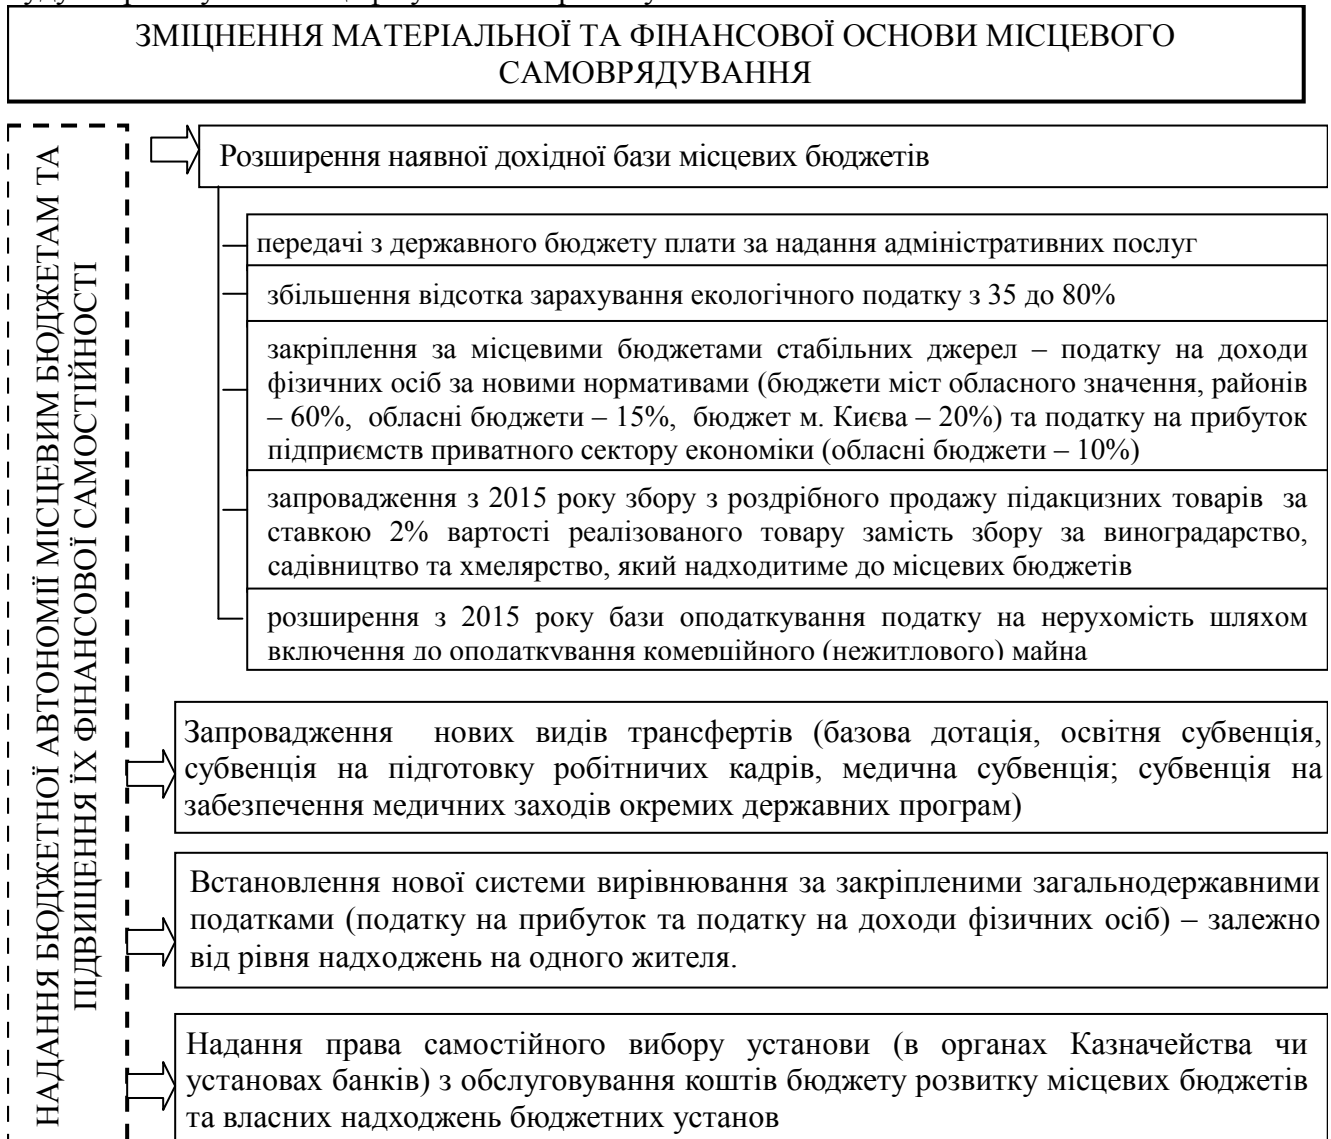 ЗМІЦНЕННЯ МАТЕРІАЛЬНОЇ ТА ФІНАНСОВОЇ ОСНОВИ МІСЦЕВОГО
САМОВРЯДУВАННЯ
НАДАННЯ БЮДЖЕТНОЇ АВТОНОМІЇ МІСЦЕВИМ БЮДЖЕТАМ ТА
ПІДВИЩЕННЯ ЇХ ФІНАНСОВОЇ САМОСТІЙНОСТІ
Розширення наявної дохідної бази місцевих бюджетів
передачі з державного бюджету плати за надання адміністративних послуг
збільшення відсотка зарахування екологічного податку з 35 до 80%
закріплення за місцевими бюджетами стабільних джерел – податку на доходи
фізичних осіб за новими нормативами (бюджети міст обласного значення, районів
– 60%, обласні бюджети – 15%, бюджет м. Києва – 20%) та податку на прибуток
підприємств приватного сектору економіки (обласні бюджети – 10%)
запровадження з 2015 року збору з роздрібного продажу підакцизних товарів за
ставкою 2% вартості реалізованого товару замість збору за виноградарство,
садівництво та хмелярство, який надходитиме до місцевих бюджетів
розширення з 2015 року бази оподаткування податку на нерухомість шляхом
включення до оподаткування комерційного (нежитлового) майна
Запровадження нових видів трансфертів (базова дотація, освітня субвенція,
субвенція на підготовку робітничих кадрів, медична субвенція; субвенція на
забезпечення медичних заходів окремих державних програм)
Встановлення нової системи вирівнювання за закріпленими загальнодержавними
податками (податку на прибуток та податку на доходи фізичних осіб) – залежно
від рівня надходжень на одного жителя.
Надання права самостійного вибору установи (в органах Казначейства чи
установах банків) з обслуговування коштів бюджету розвитку місцевих бюджетів
та власних надходжень бюджетних установ